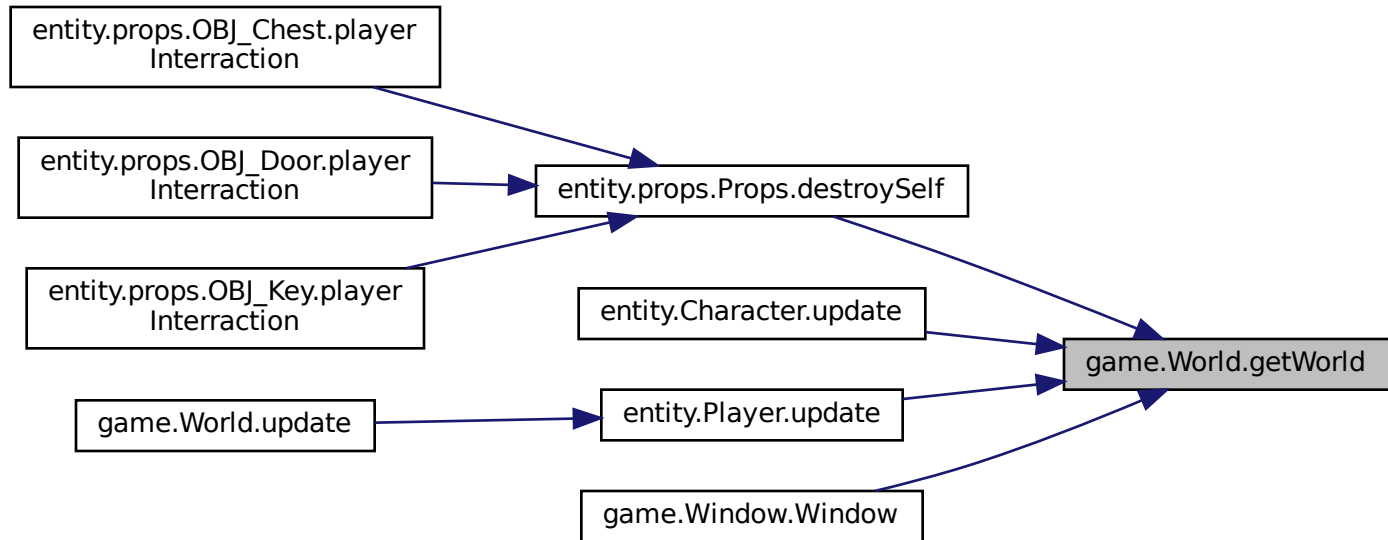 entity.props.OBJ_Chest.player
Interraction
entity.props.OBJ_Door.player
Interraction
entity.props.OBJ_Key.player
Interraction
game.World.update
entity.props.Props.destroySelf
entity.Character.update
entity.Player.update
game.Window.Window
game.World.getWorld